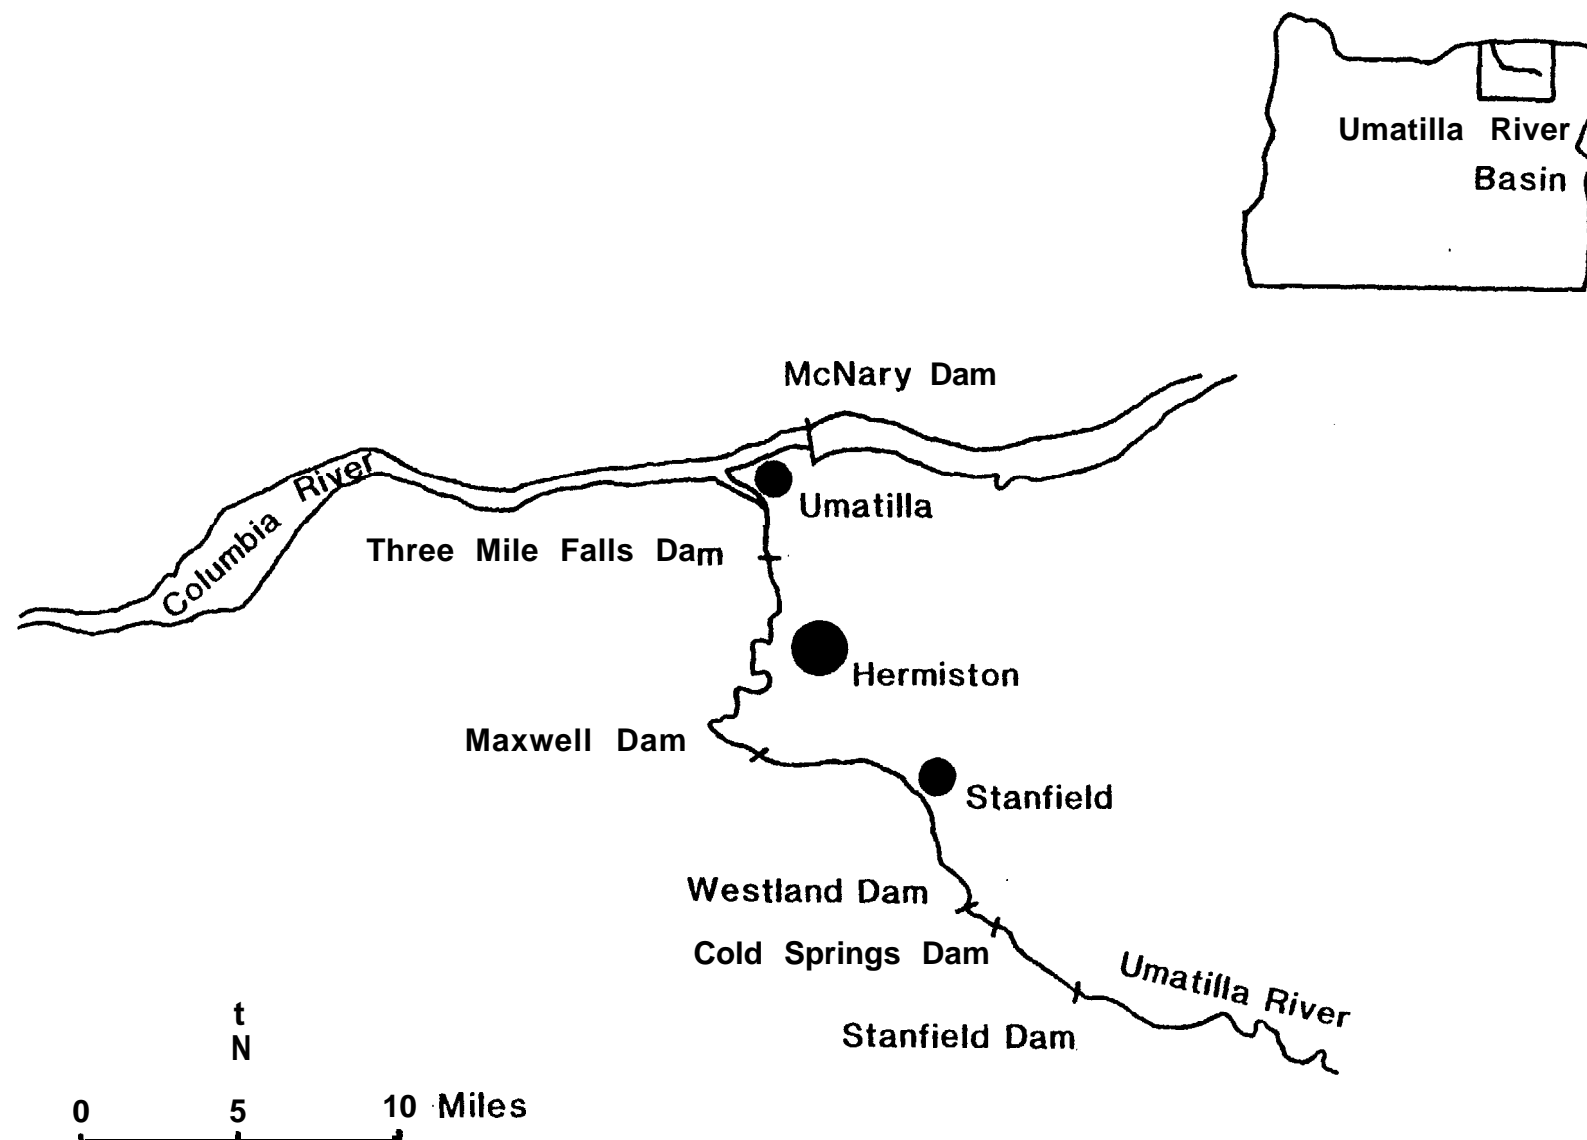 Umatilla River
Basin
McNary Dam
Columbia River
Umatilla
Three Mile Falls Dam
Hermiston
Maxwell Dam
Stanfield
Westland Dam
Cold Springs Dam
Umatilla River
Stanfield Dam
t
N
0 5 10 Miles